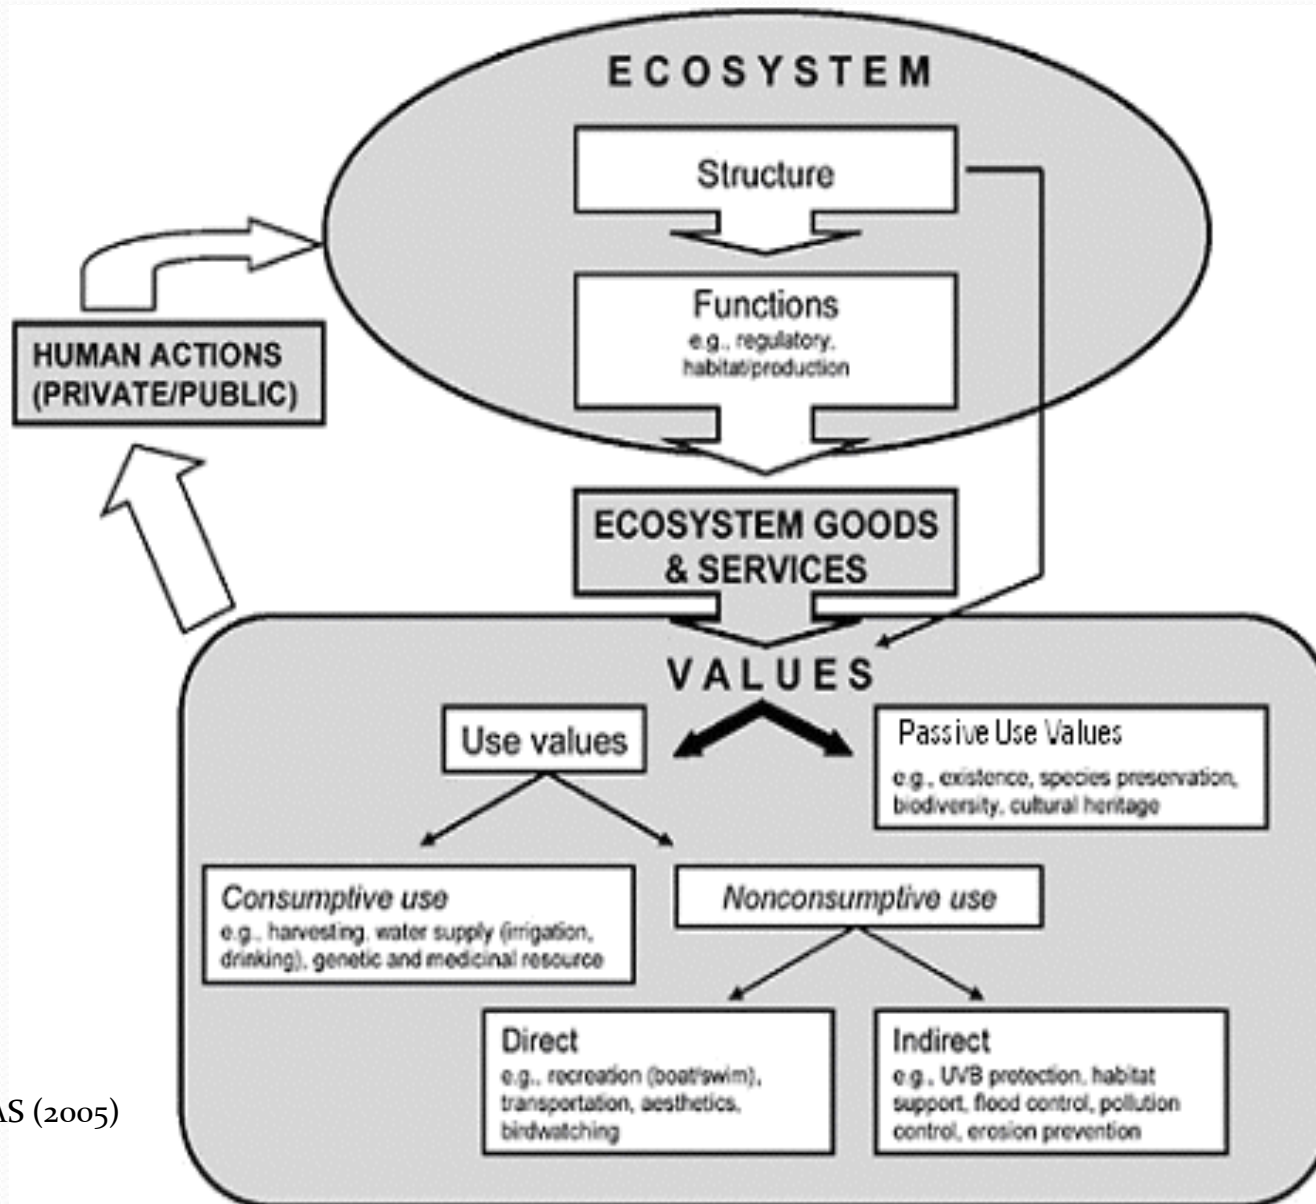 ECOSYSTEM
Structure
Functions
e.g., regulatory,
habitat/production
HUMAN ACTIONS
(PRIVATE/PUBLIC)
ECOSYSTEM GOODS
& SERVICES
VALUES
Use values
Passive Use Values
e.g., existence, species preservation,
biodiversity, cultural heritage
Consumptive use
e.g., harvesting, water supply (irrigation,
drinking), genetic and medicinal resource
Nonconsumptive use
Direct
e.g., recreation (boat/swim),
transportation, aesthetics,
birdwatching
Indirect
e.g., UVB protection, habitat
support, flood control, pollution
control, erosion prevention
(2005)